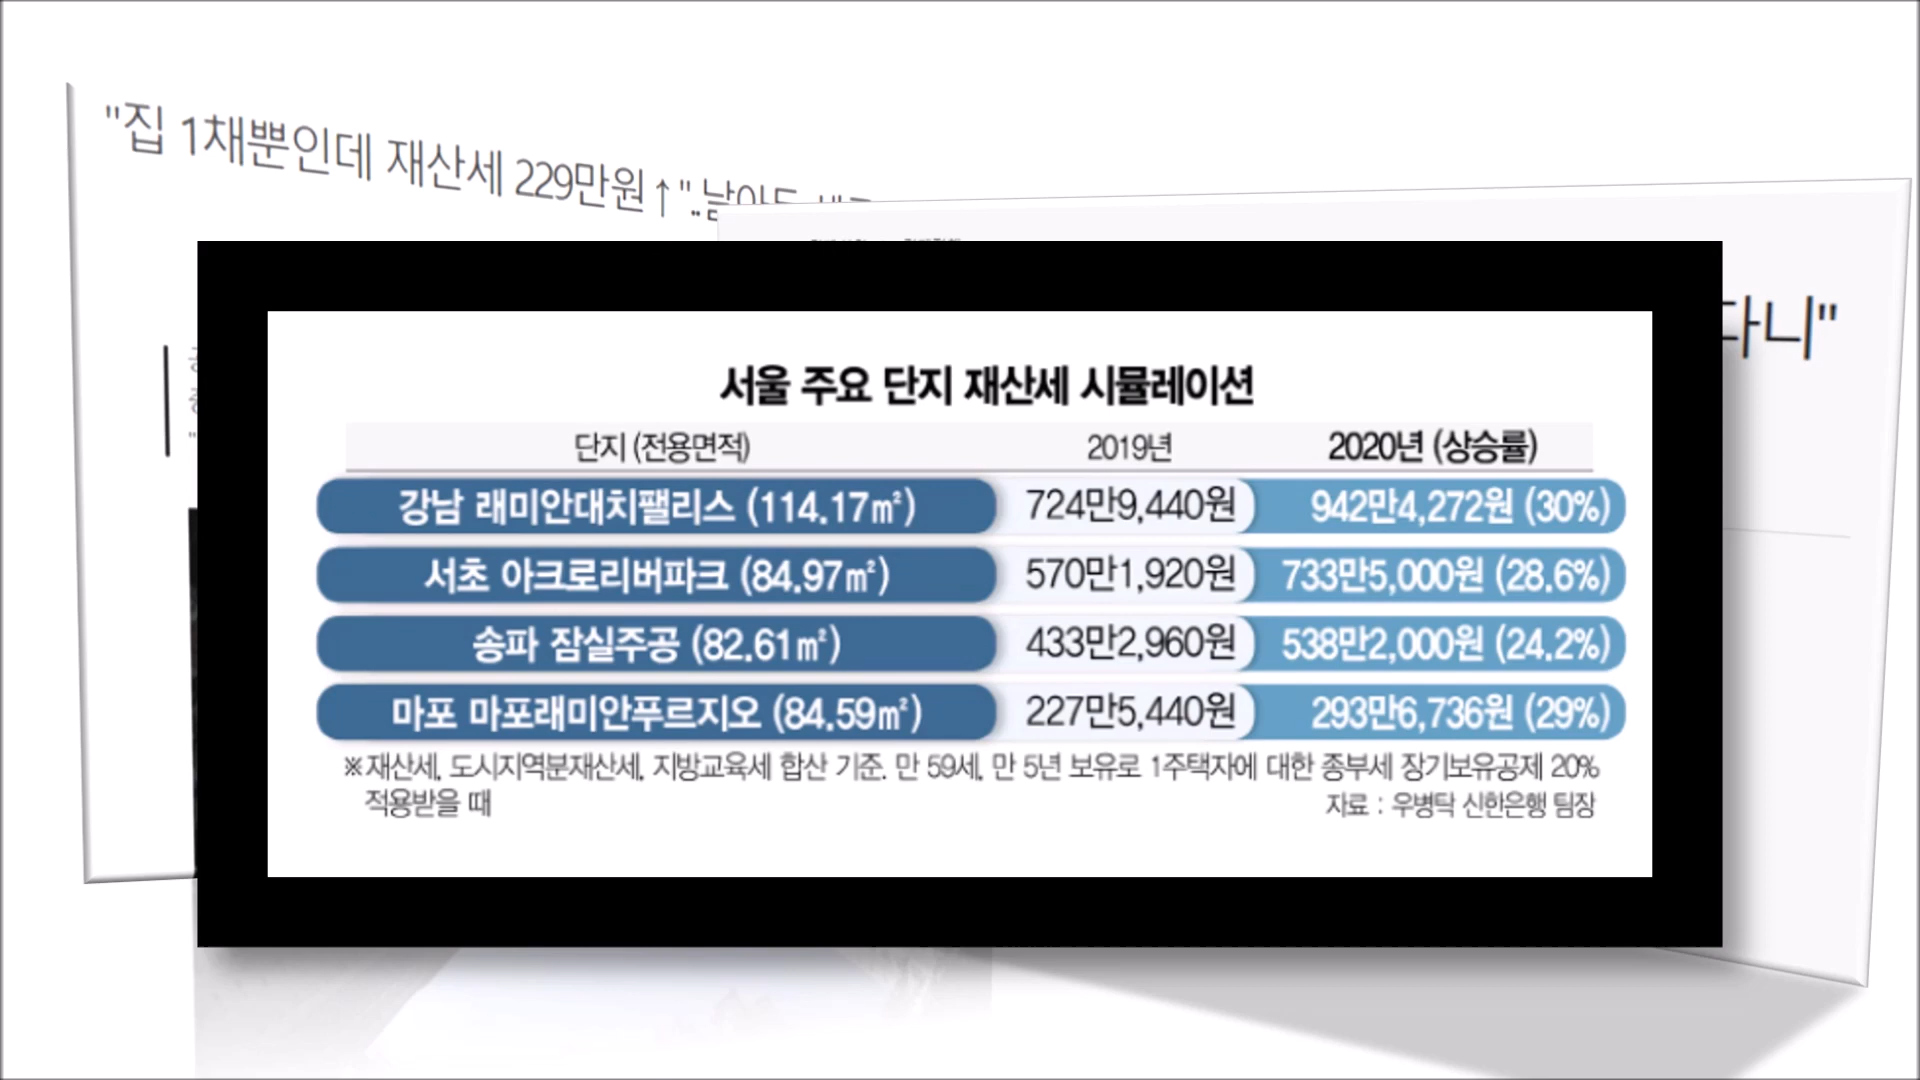 "집 1채뿐인데 재산세 229만원↑"..날아도
다니"
서울 주요 단지 재산세 시뮬레이션
단지 (전용면적) 2019년 2020년 (상승률)
강남 래미안대치팰리스 (114.17㎡) 724만9,440원 942만4,272원 (30%)
서초 아크로리버파크 (84.97㎡) 570만1,920원 733만5,000원 (28.6%)
송파 잠실주공 (82.61㎡) 433만2,960원 538만2,000원 (24.2%)
마포 마포래미안푸르지오 (84.59㎡) 227만5,440원 293만6,736원 (29%)
※재산세, 도시지역분재산세, 지방교육세 합산 기준. 만 59세, 만 5년 보유로 1주택자에 대한 종부세 장기보유공제 20%
적용받을 때
자료 : 우병탁 신한은행 팀장